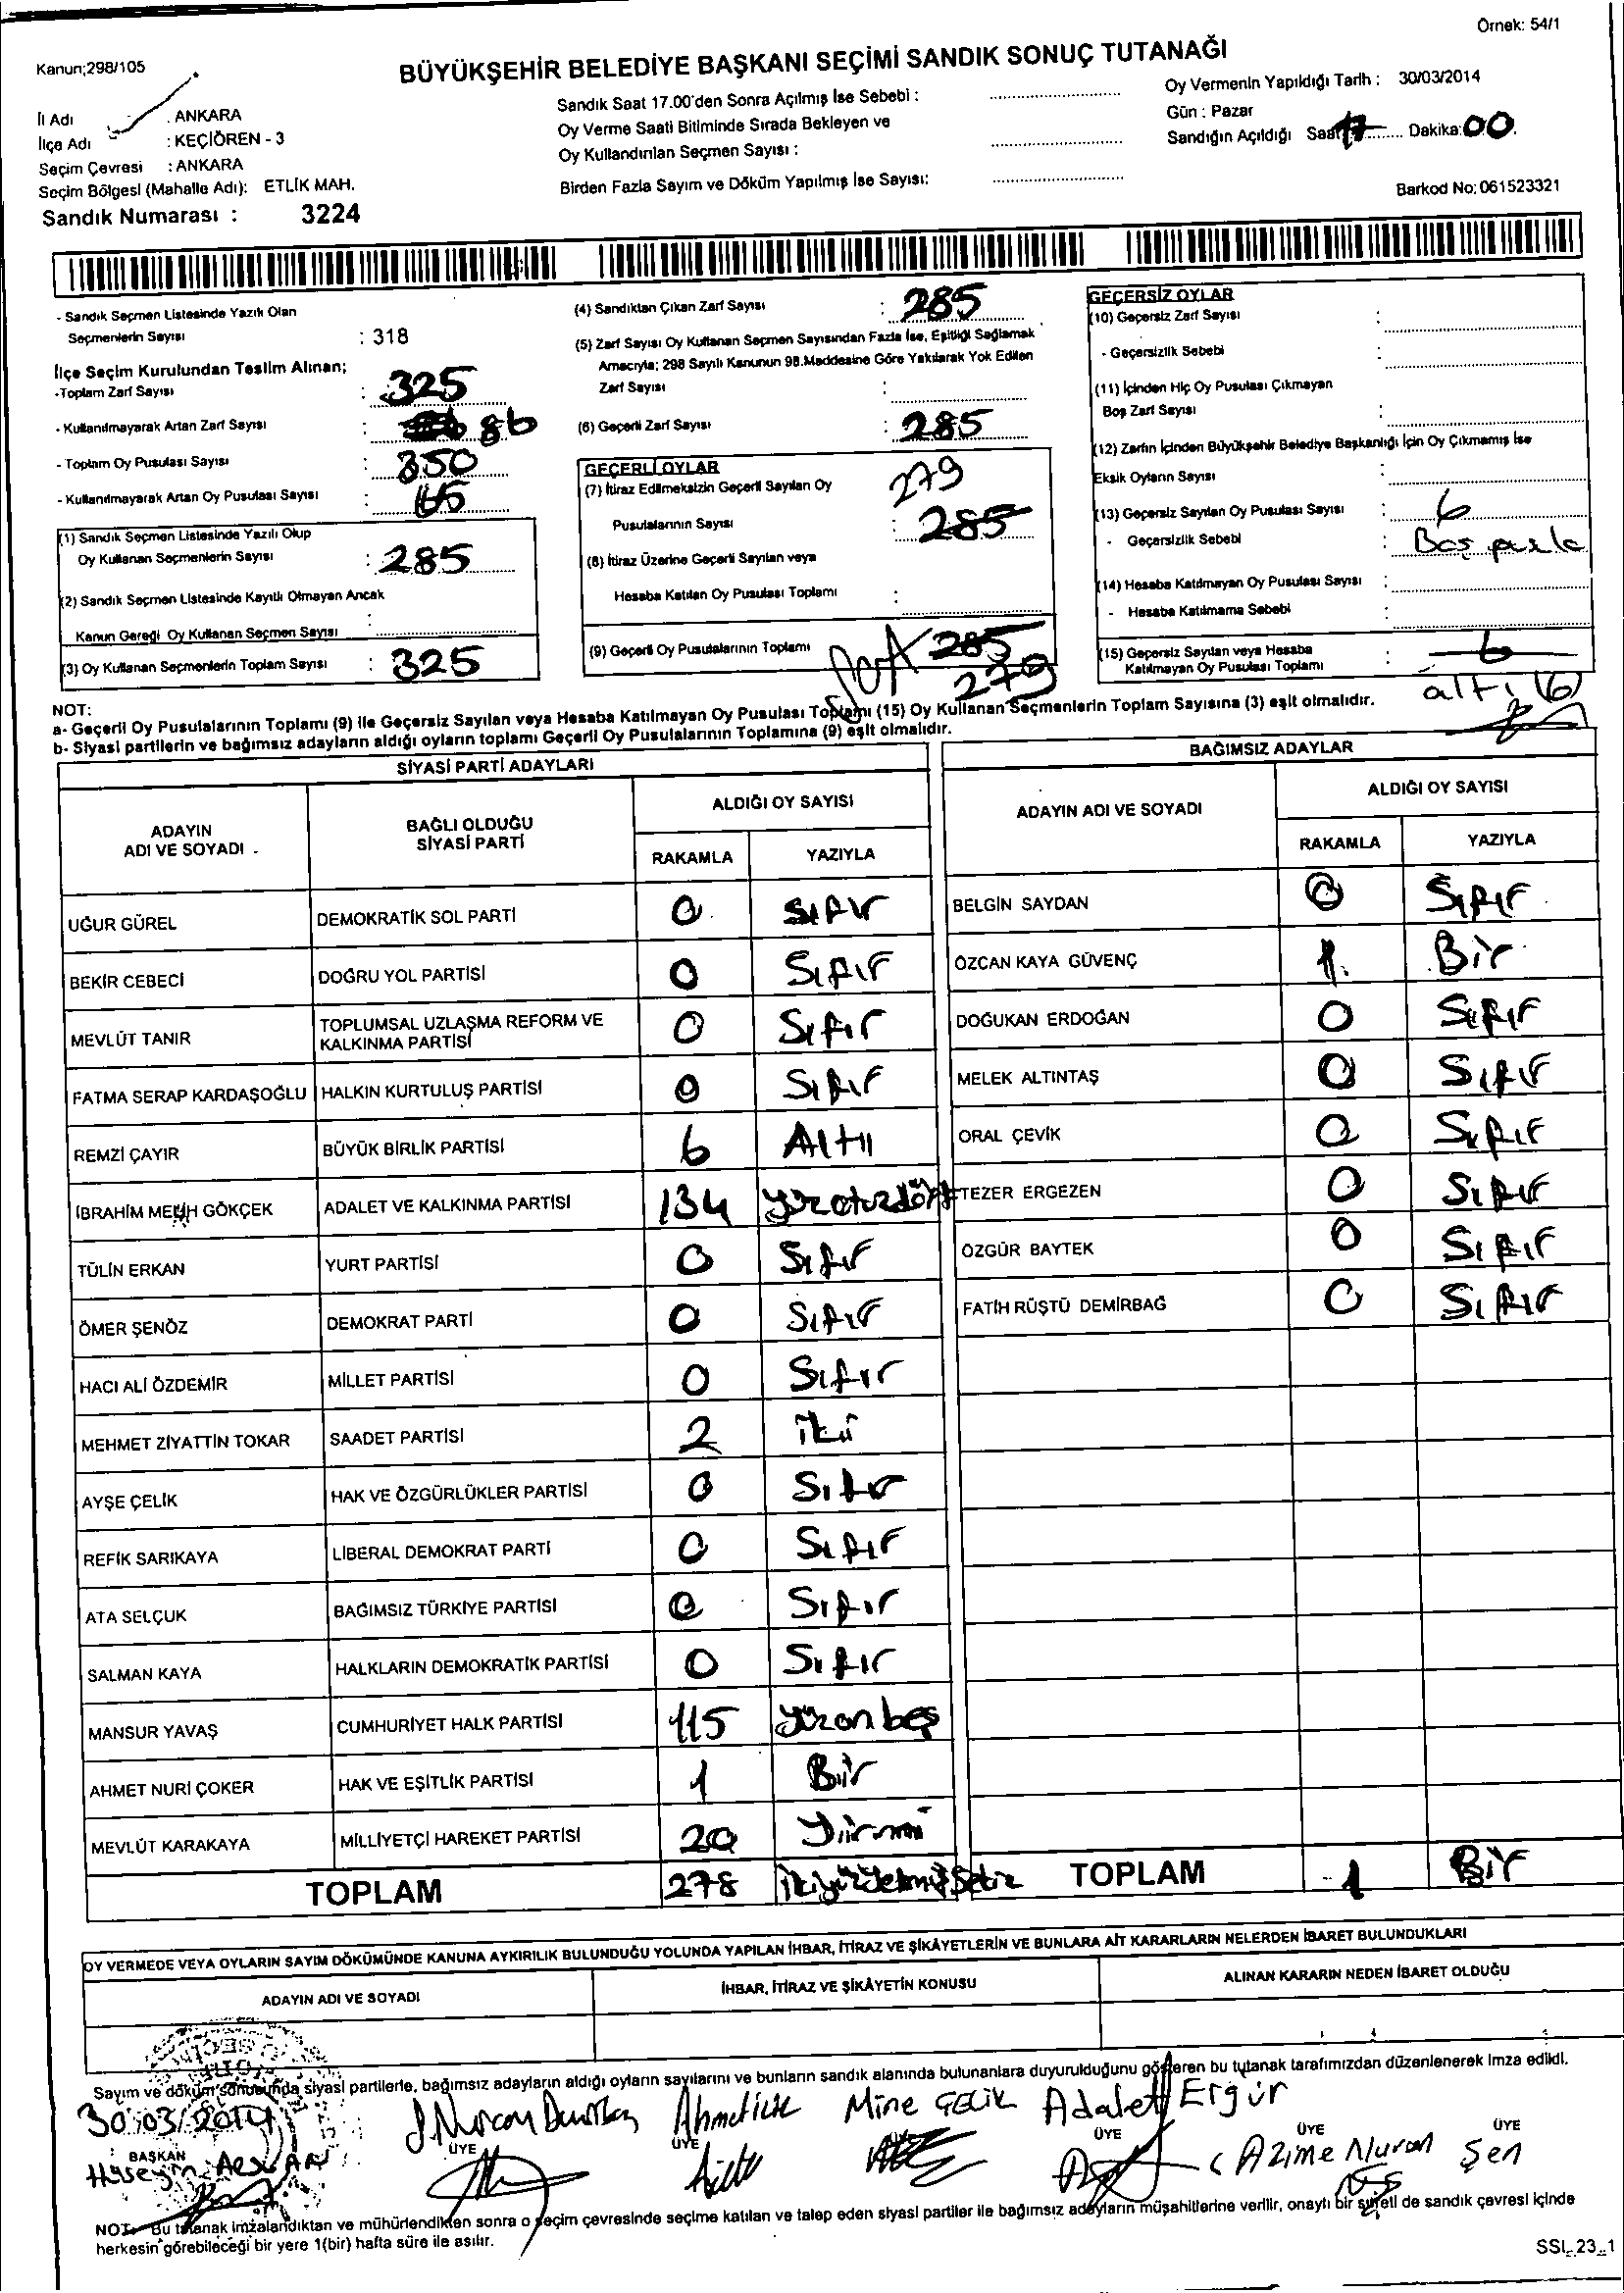 Örnek: 54/1
Kanun;298/105
BÜYÜKŞEHİR BELEDİYE BAŞKANI SEÇİMİ SANDIK SONUÇ TUTANAĞI
İl Adı : ANKARA
İlçe Adı : KEÇİÖREN - 3
Seçim Çevresi : ANKARA
Seçim Bölgesi (Mahalle Adı): ETLİK MAH.
Sandık Numarası : 3224
Sandık Saat 17.00'den Sonra Açılmış İse Sebebi :
Oy Verme Saati Bitiminde Sırada Bekleyen ve
Oy Kullandırılan Seçmen Sayısı :
Birden Fazla Sayım ve Döküm Yapılmış İse Sayısı:
Oy Vermenin Yapıldığı Tarih : 30/03/2014
Gün : Pazar
Sandığın Açıldığı Saat 17 Dakika: 00.
Barkod No: 061523321
- Sandık Seçmen Listesinde Yazılı Olan
Seçmenlerin Sayısı : 318
İlçe Seçim Kurulundan Teslim Alınan;
-Toplam Zarf Sayısı : 325
- Kullanılmayarak Artan Zarf Sayısı : 86
- Toplam Oy Pusulası Sayısı : 350
- Kullanılmayarak Artan Oy Pusulası Sayısı : 65
(1) Sandık Seçmen Listesinde Yazılı Olup
Oy Kullanan Seçmenlerin Sayısı : 285
(2) Sandık Seçmen Listesinde Kayıtlı Olmayan Ancak
Kanun Gereği Oy Kullanan Seçmen Sayısı :
(3) Oy Kullanan Seçmenlerin Toplam Sayısı : 325
(4) Sandıktan Çıkan Zarf Sayısı : 285
(5) Zarf Sayısı Oy Kullanan Seçmen Sayısından Fazla İse, Eşitliği Sağlamak
Amacıyla; 298 Sayılı Kanunun 98.Maddesine Göre Yakılarak Yok Edilen
Zarf Sayısı :
(6) Geçerli Zarf Sayısı : 285
GEÇERLİ OYLAR
(7) İtiraz Edilmeksizin Geçerli Sayılan Oy 279
Pusulalarının Sayısı : 285
(8) İtiraz Üzerine Geçerli Sayılan veya
Hesaba Katılan Oy Pusulası Toplamı :
(9) Geçerli Oy Pusulalarının Toplamı 285
279
GEÇERSİZ OYLAR
(10) Geçersiz Zarf Sayısı :
- Geçersizlik Sebebi :
(11) İçinden Hiç Oy Pusulası Çıkmayan
Boş Zarf Sayısı :
(12) Zarfın İçinden Büyükşehir Belediye Başkanlığı İçin Oy Çıkmamış İse
Eksik Oyların Sayısı :
(13) Geçersiz Sayılan Oy Pusulası Sayısı : 6
- Geçersizlik Sebebi : Boş pusla
(14) Hesaba Katılmayan Oy Pusulası Sayısı :
- Hesaba Katılmama Sebebi :
(15) Geçersiz Sayılan veya Hesaba
Katılmayan Oy Pusulası Toplamı : 6
altı (6)
NOT:
a- Geçerli Oy Pusulalarının Toplamı (9) ile Geçersiz Sayılan veya Hesaba Katılmayan Oy Pusulası Toplamı (15) Oy Kullanan Seçmenlerin Toplam Sayısına (3) eşit olmalıdır.
b- Siyasi partilerin ve bağımsız adayların aldığı oyların toplamı Geçerli Oy Pusulalarının Toplamına (9) eşit olmalıdır.
SİYASİ PARTİ ADAYLARI
ADAYIN ADI VE SOYADI BAĞLI OLDUĞU SİYASİ PARTİ ALDIĞI OY SAYISI
RAKAMLA YAZIYLA
UĞUR GÜREL DEMOKRATİK SOL PARTİ 0 Sıfır
BEKİR CEBECİ DOĞRU YOL PARTİSİ 0 Sıfır
MEVLÜT TANIR TOPLUMSAL UZLAŞMA REFORM VE KALKINMA PARTİSİ 0 Sıfır
FATMA SERAP KARDAŞOĞLU HALKIN KURTULUŞ PARTİSİ 0 Sıfır
REMZİ ÇAYIR BÜYÜK BİRLİK PARTİSİ 6 Altı
İBRAHİM MELİH GÖKÇEK ADALET VE KALKINMA PARTİSİ 134 yüzotuzdört
TÜLİN ERKAN YURT PARTİSİ 0 Sıfır
ÖMER ŞENÖZ DEMOKRAT PARTİ 0 Sıfır
HACI ALİ ÖZDEMİR MİLLET PARTİSİ 0 Sıfır
MEHMET ZİYATTİN TOKAR SAADET PARTİSİ 2 iki
AYŞE ÇELİK HAK VE ÖZGÜRLÜKLER PARTİSİ 0 Sıfır
REFİK SARIKAYA LİBERAL DEMOKRAT PARTİ 0 Sıfır
ATA SELÇUK BAĞIMSIZ TÜRKİYE PARTİSİ 0 Sıfır
SALMAN KAYA HALKLARIN DEMOKRATİK PARTİSİ 0 Sıfır
MANSUR YAVAŞ CUMHURİYET HALK PARTİSİ 115 yüzonbeş
AHMET NURİ ÇOKER HAK VE EŞİTLİK PARTİSİ 1 Bir
MEVLÜT KARAKAYA MİLLİYETÇİ HAREKET PARTİSİ 20 Yirmi
TOPLAM 278 ikiyüzyetmişsekiz
BAĞIMSIZ ADAYLAR
ADAYIN ADI VE SOYADI ALDIĞI OY SAYISI
RAKAMLA YAZIYLA
BELGİN SAYDAN 0 Sıfır
ÖZCAN KAYA GÜVENÇ 1 Bir
DOĞUKAN ERDOĞAN 0 Sıfır
MELEK ALTINTAŞ 0 Sıfır
ORAL ÇEVİK 0 Sıfır
TEZER ERGEZEN 0 Sıfır
ÖZGÜR BAYTEK 0 Sıfır
FATİH RÜŞTÜ DEMİRBAĞ 0 Sıfır
TOPLAM 1 Bir
OY VERMEDE VEYA OYLARIN SAYIM DÖKÜMÜNDE KANUNA AYKIRILIK BULUNDUĞU YOLUNDA YAPILAN İHBAR, İTİRAZ VE ŞİKÂYETLERİN VE BUNLARA AİT KARARLARIN NELERDEN İBARET BULUNDUKLARI
ADAYIN ADI VE SOYADI İHBAR, İTİRAZ VE ŞİKÂYETİN KONUSU ALINAN KARARIN NEDEN İBARET OLDUĞU
Sayım ve döküm sonucunda siyasi partilerle, bağımsız adayların aldığı oyların sayılarını ve bunların sandık alanında bulunanlara duyurulduğunu gösteren bu tutanak tarafımızdan düzenlenerek imza edildi.
30/03/2014
BAŞKAN ÜYE ÜYE ÜYE ÜYE ÜYE
Hüseyin Mine ÇELİK Adalet Ergür
Azime Nuran Şen
NOT: Bu tutanak imzalandıktan ve mühürlendikten sonra o seçim çevresinde seçime katılan ve talep eden siyasi partiler ile bağımsız adayların müşahitlerine verilir, onaylı bir sureti de sandık çevresi içinde
herkesin görebileceği bir yere 1(bir) hafta süre ile asılır.
SSL_23_1